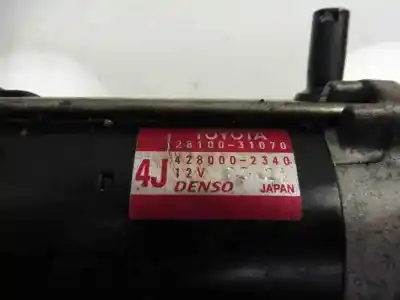 TOYOTA
28100-31070
4J
428000-2340
12V
DENSO JAPAN